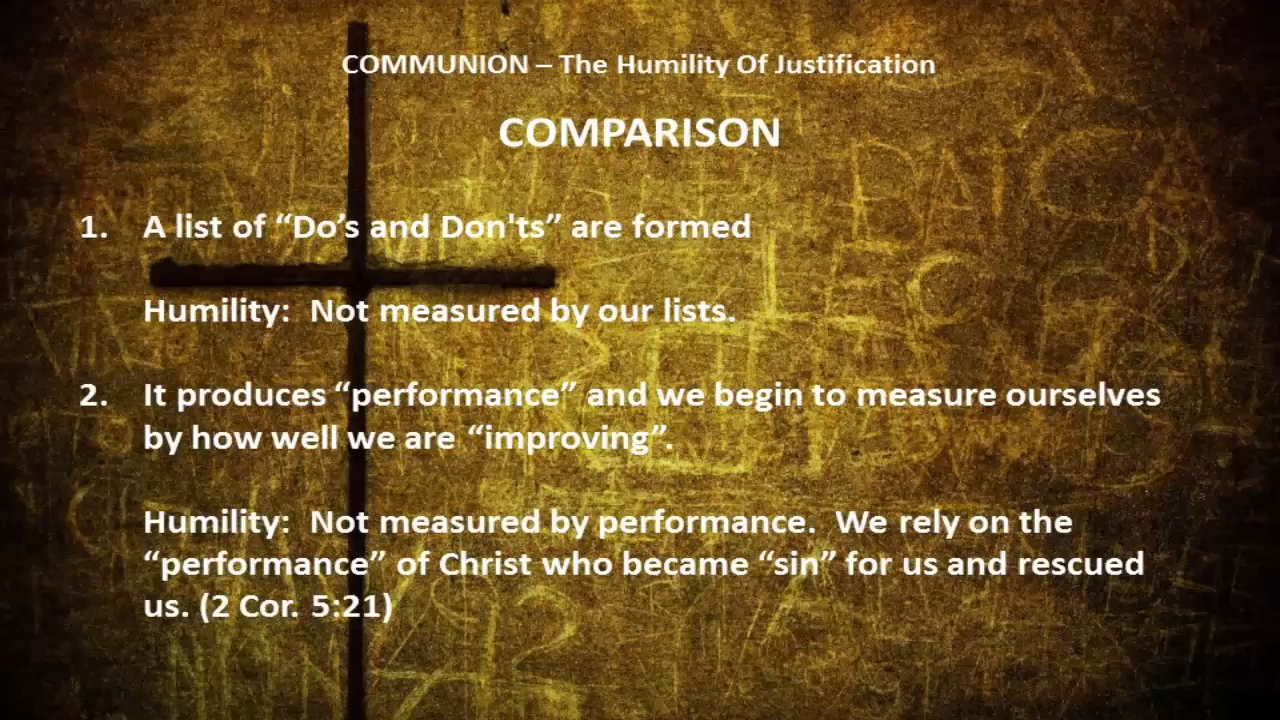 COMMUNION – The Humility Of Justification
COMPARISON
1. A list of “Do’s and Don'ts” are formed
Humility:  Not measured by our lists.
2. It produces “performance” and we begin to measure ourselves
by how well we are “improving”.
Humility:  Not measured by performance.  We rely on the
“performance” of Christ who became “sin” for us and rescued
us. (2 Cor. 5:21)